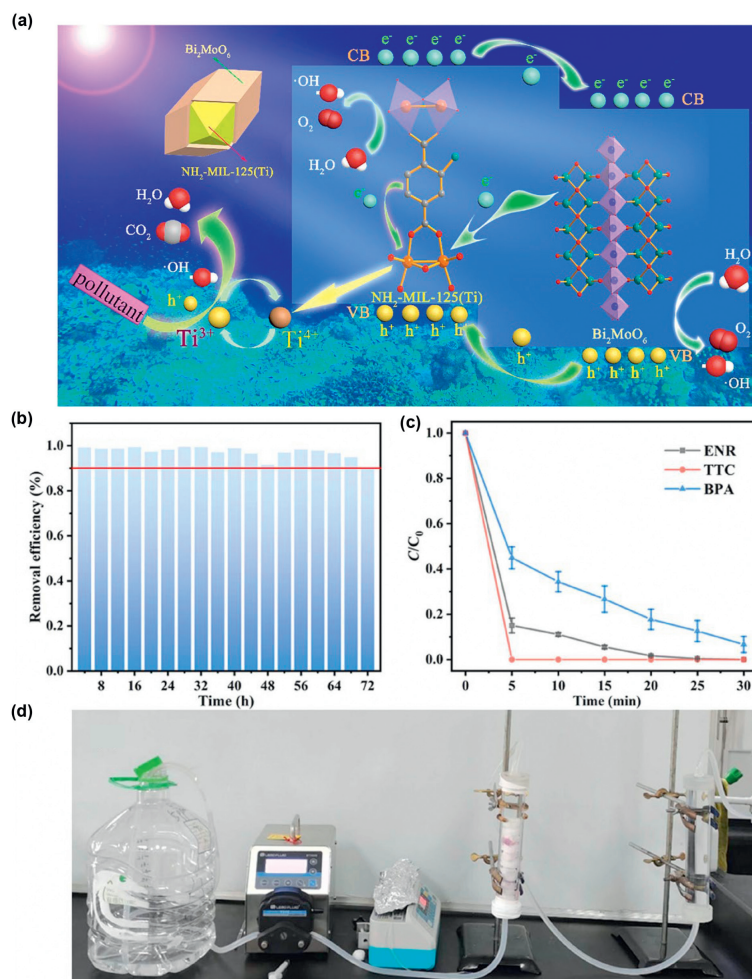 (a)
Bi₂MoO₆
NH₂-MIL-125(Ti)
H₂O
CO₂
·OH
pollutant
h⁺
Ti³⁺
Ti⁴⁺
CB
e⁻ e⁻ e⁻ e⁻
e⁻
e⁻ e⁻ e⁻ e⁻
CB
·OH
O₂
H₂O
e⁻
e⁻
NH₂-MIL-125(Ti)
VB
h⁺ h⁺ h⁺ h⁺
h⁺
Bi₂MoO₆
VB
h⁺ h⁺ h⁺ h⁺
H₂O
O₂
·OH
(b)
Removal efficiency (%)
1.0
0.8
0.6
0.4
0.2
0.0
8 16 24 32 40 48 56 64 72
Time (h)
(c)
C/C₀
1.0
0.8
0.6
0.4
0.2
0.0
ENR
TTC
BPA
0 5 10 15 20 25 30
Time (min)
(d)